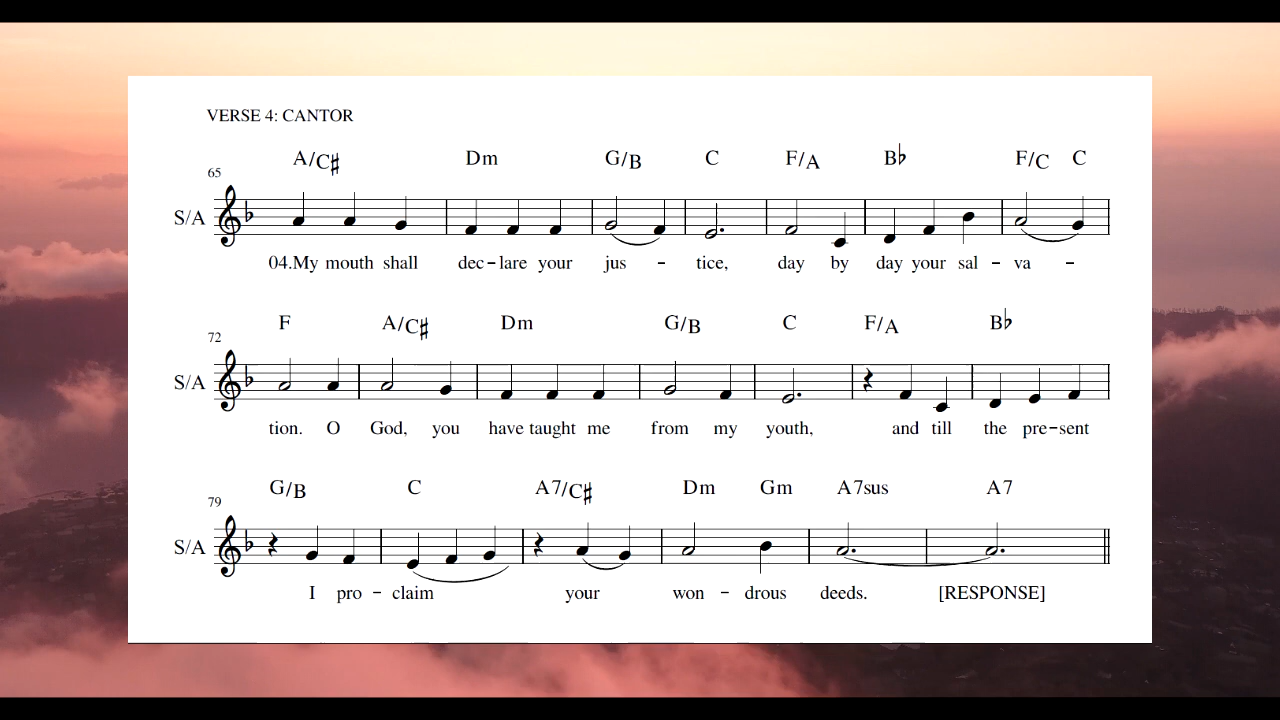 VERSE 4: CANTOR
A/C♯ Dm G/B C F/A B♭ F/C C
65
S/A
04.My mouth shall dec-lare your jus - tice, day by day your sal - va -
F A/C♯ Dm G/B C F/A B♭
72
S/A
tion. O God, you have taught me from my youth, and till the pre-sent
G/B C A7/C♯ Dm Gm A7sus A7
79
S/A
I pro - claim your won - drous deeds. [RESPONSE]